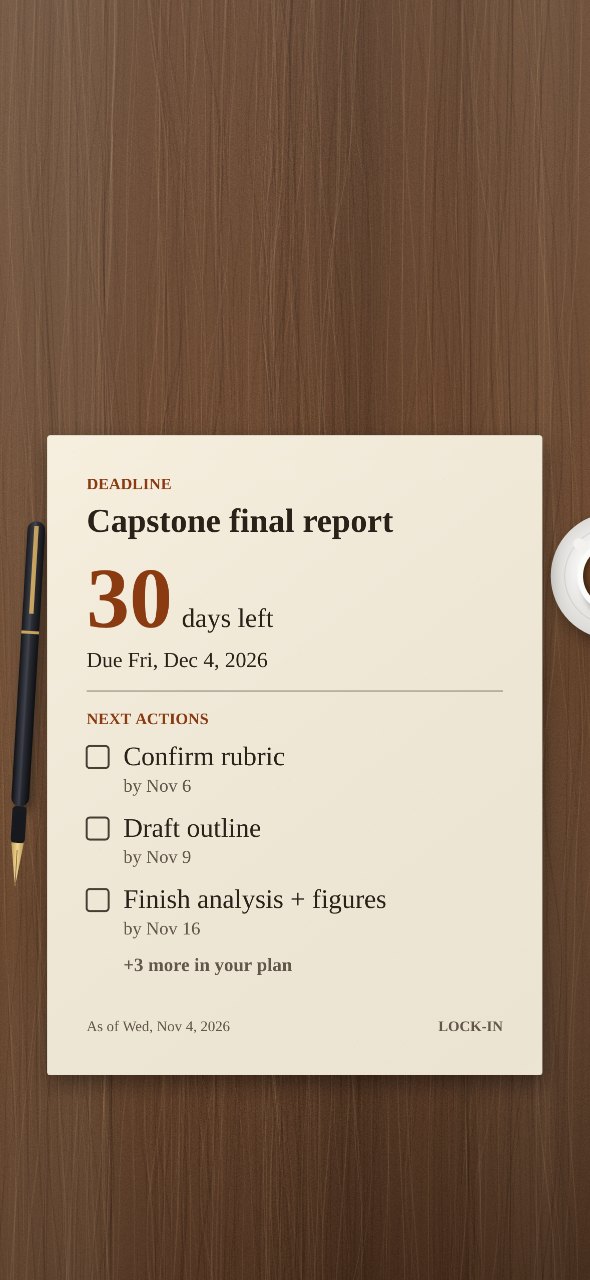 DEADLINE
Capstone final report
30 days left
Due Fri, Dec 4, 2026
NEXT ACTIONS
Confirm rubric
by Nov 6
Draft outline
by Nov 9
Finish analysis + figures
by Nov 16
+3 more in your plan
As of Wed, Nov 4, 2026 LOCK-IN